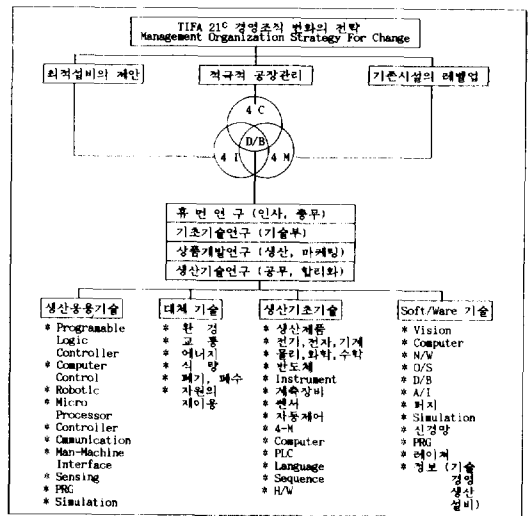 TIFA 21C 경영조직 변화의 전략
Management Organization Strategy For Change
최적설비의 제안
적극적 공장관리
기존시설의 레벨업
4 C
D/B
4 I
4 M
휴먼연구 (인사, 총무)
기초기술연구 (기술부)
상품개발연구 (생산, 마케팅)
생산기술연구 (공무, 합리화)
생산응용기술
* Programable
Logic
Controller
* Computer
Control
* Robotic
* Micro
Processor
* Controller
* Cmmunication
* Man-Machine
Interface
* Sensing
* PRG
* Simulation
대체 기술
* 환 경
* 교 통
* 에너지
* 식 량
* 폐기, 폐수
* 자원의
재이용
생산기초기술
* 생산제품
* 전기,전자,기계
* 물리,화학,수학
* 반도체
* Instrument
* 계측장비
* 쎈서
* 자동제어
* 4-M
* Computer
* PLC
* Language
* Sequence
* H/W
Soft/Ware 기술
* Vision
* Computer
* N/W
* O/S
* D/B
* A/I
* 퍼지
* Simulation
* 신경망
* PRG
* 레이져
* 정보 (기술
경영
생산
설비)